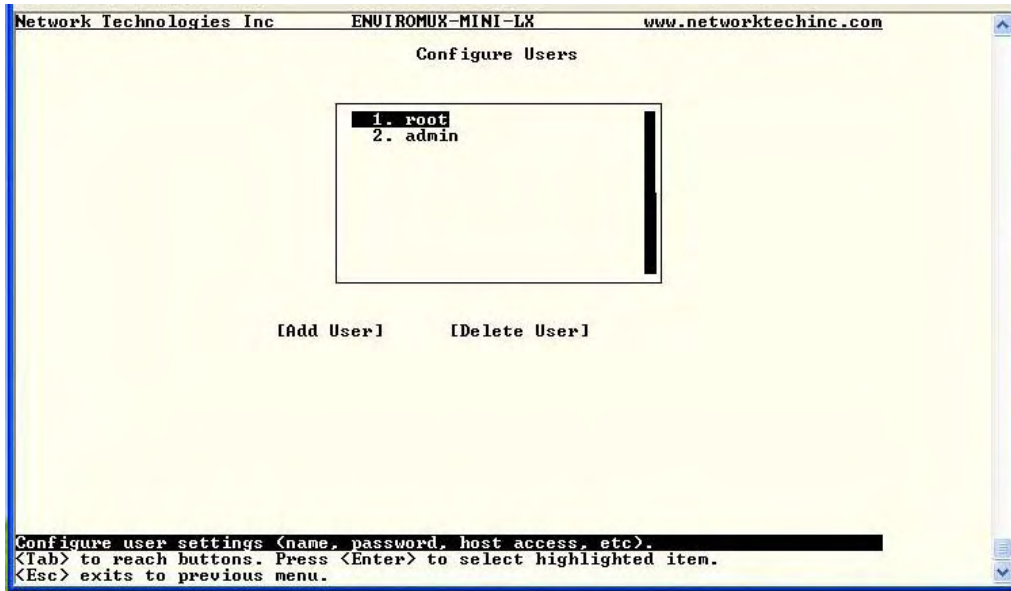 Network Technologies Inc ENVIROMUX-MINI-LX www.networktechinc.com
Configure Users
1. root
2. admin
[Add User] [Delete User]
Configure user settings (name, password, host access, etc).
<Tab> to reach buttons. Press <Enter> to select highlighted item.
<Esc> exits to previous menu.